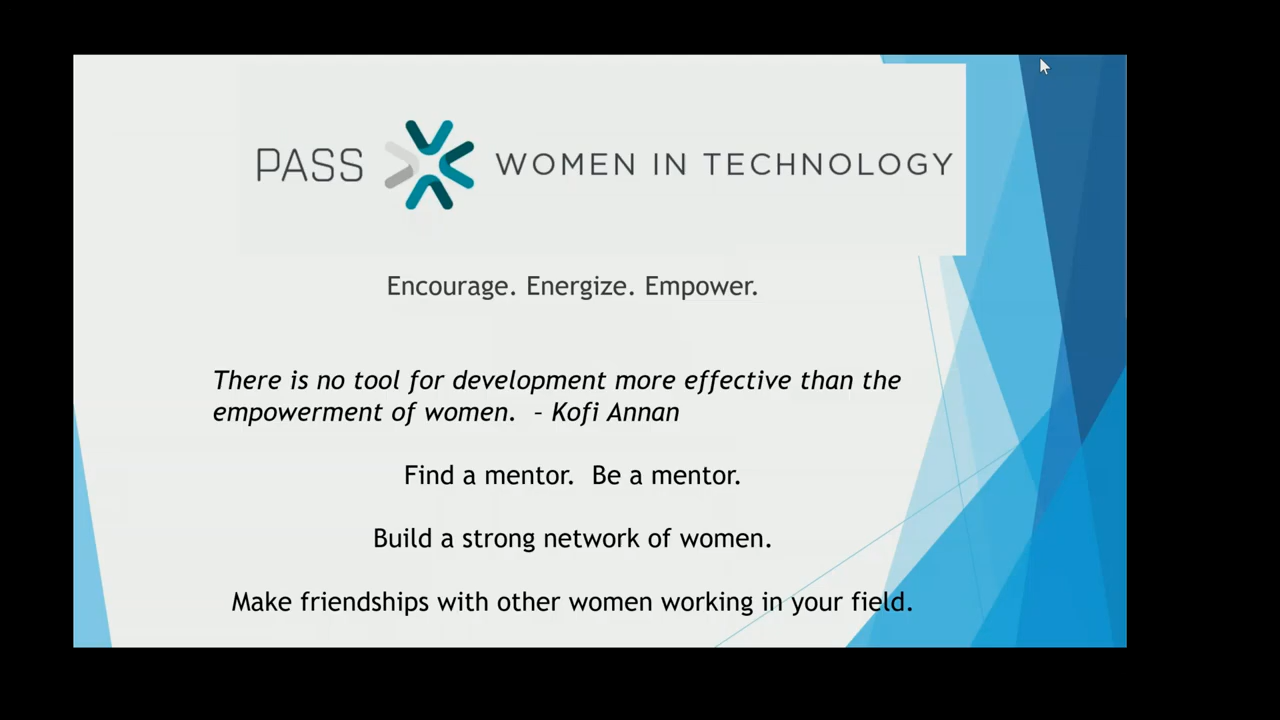 PASS WOMEN IN TECHNOLOGY
Encourage. Energize. Empower.
There is no tool for development more effective than the
empowerment of women.  – Kofi Annan
Find a mentor.  Be a mentor.
Build a strong network of women.
Make friendships with other women working in your field.